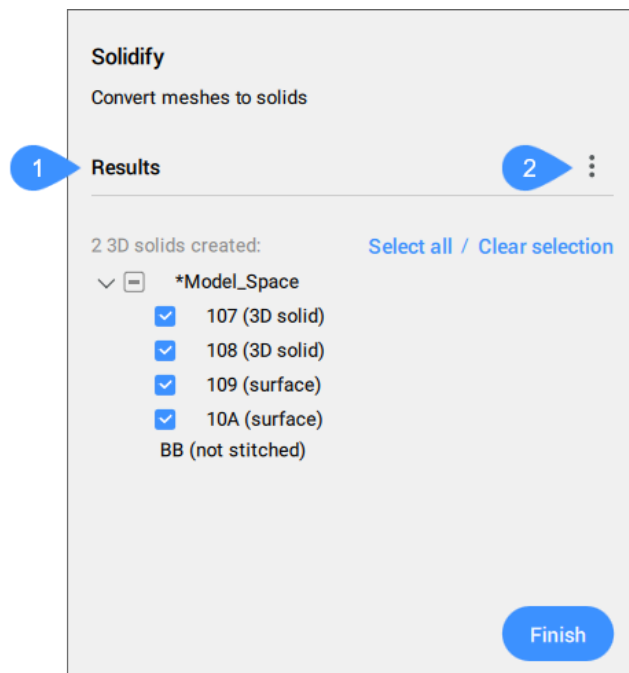 Solidify
Convert meshes to solids
1 Results 2
2 3D solids created: Select all / Clear selection
*Model_Space
107 (3D solid)
108 (3D solid)
109 (surface)
10A (surface)
BB (not stitched)
Finish